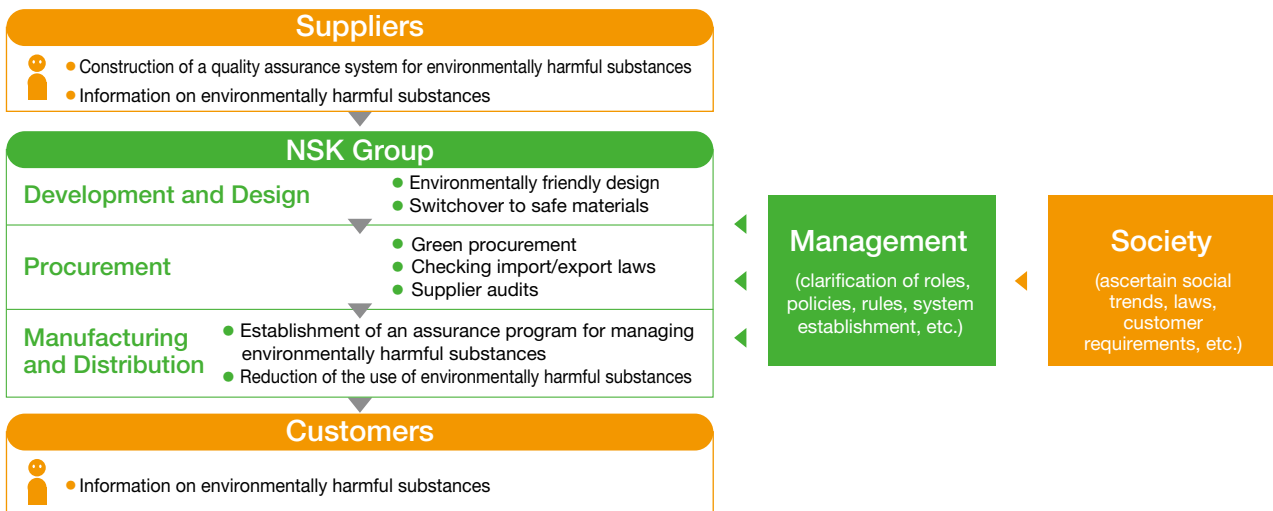 Suppliers
Construction of a quality assurance system for environmentally harmful substances
Information on environmentally harmful substances
NSK Group
Development and Design
Environmentally friendly design
Switchover to safe materials
Procurement
Green procurement
Checking import/export laws
Supplier audits
Manufacturing
and Distribution
Establishment of an assurance program for managing
environmentally harmful substances
Reduction of the use of environmentally harmful substances
Customers
Information on environmentally harmful substances
Management
(clarification of roles,
policies, rules, system
establishment, etc.)
Society
(ascertain social
trends, laws,
customer
requirements, etc.)